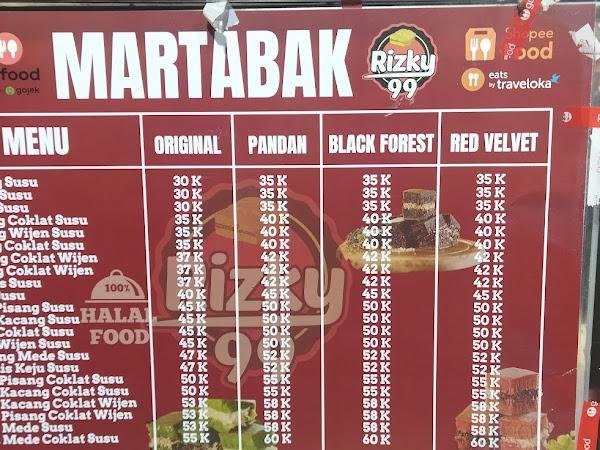 food
gojek
MARTABAK
Rizky
99
Shopee
Food
eats
by traveloka
MENU ORIGINAL PANDAN BLACK FOREST RED VELVET
Susu 30 K 35 K 35 K 35 K
Susu 30 K 35 K 35 K 35 K
Susu 30 K 35 K 35 K 35 K
Coklat Susu 35 K 40 K 40 K 40 K
Wijen Susu 35 K 40 K 40 K 40 K
Coklat Susu 35 K 40 K 40 K 40 K
Coklat Wijen 37 K 42 K 42 K 42 K
Coklat Wijen 37 K 42 K 42 K 42 K
Susu 37 K 42 K 42 K 42 K
usu 40 K 45 K 45 K 45 K
Pisang Susu 45 K 50 K 50 K 50 K
Kacang Susu 45 K 50 K 50 K 50 K
Coklat Susu 45 K 50 K 50 K 50 K
Wijen Susu 45 K 50 K 50 K 50 K
Mede Susu 47 K 52 K 52 K 52 K
is Keju Susu 47 K 52 K 52 K 52 K
Pisang Coklat Susu 50 K 55 K 55 K 55 K
Kacang Coklat Susu 50 K 55 K 55 K 55 K
Kacang Coklat Wijen 53 K 58 K 58 K 58 K
Pisang Coklat Wijen 53 K 58 K 58 K 58 K
Mede Susu 53 K 58 K 58 K 58 K
Mede Coklat Susu 55 K 60 K 60 K 60 K
100%
HALAL
FOOD
Rizky
99